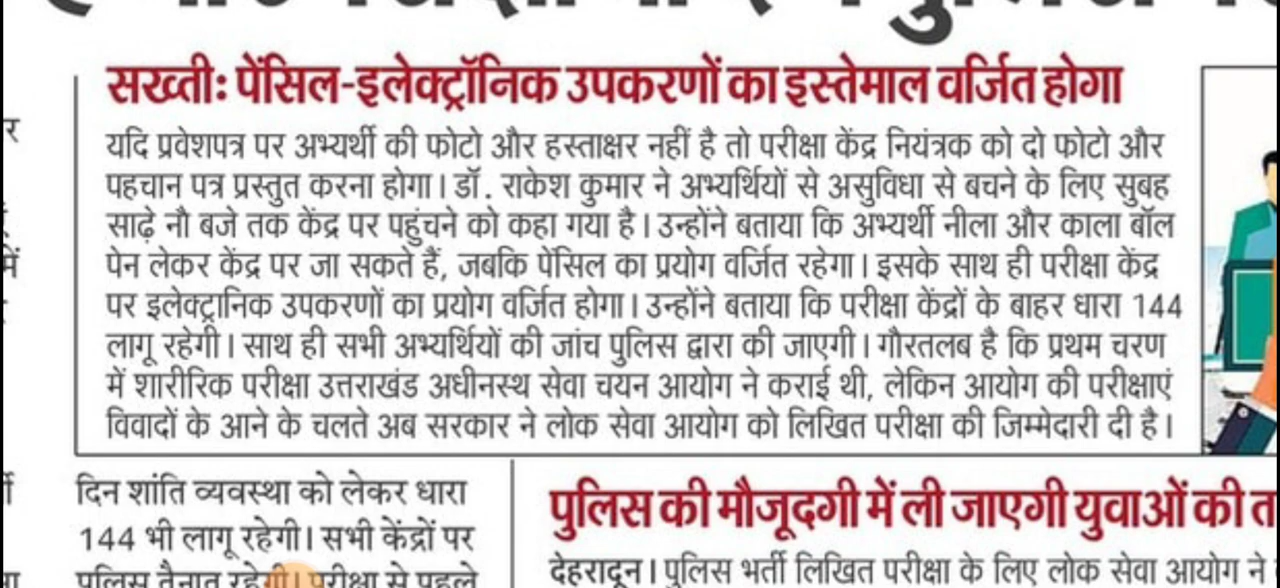 सख्तीः पेंसिल-इलेक्ट्रॉनिक उपकरणों का इस्तेमाल वर्जित होगा
यदि प्रवेशपत्र पर अभ्यर्थी की फोटो और हस्ताक्षर नहीं है तो परीक्षा केंद्र नियंत्रक को दो फोटो और
पहचान पत्र प्रस्तुत करना होगा। डॉ. राकेश कुमार ने अभ्यर्थियों से असुविधा से बचने के लिए सुबह
साढ़े नौ बजे तक केंद्र पर पहुंचने को कहा गया है। उन्होंने बताया कि अभ्यर्थी नीला और काला बॉल
पेन लेकर केंद्र पर जा सकते हैं, जबकि पेंसिल का प्रयोग वर्जित रहेगा। इसके साथ ही परीक्षा केंद्र
पर इलेक्ट्रानिक उपकरणों का प्रयोग वर्जित होगा। उन्होंने बताया कि परीक्षा केंद्रों के बाहर धारा 144
लागू रहेगी। साथ ही सभी अभ्यर्थियों की जांच पुलिस द्वारा की जाएगी। गौरतलब है कि प्रथम चरण
में शारीरिक परीक्षा उत्तराखंड अधीनस्थ सेवा चयन आयोग ने कराई थी, लेकिन आयोग की परीक्षाएं
विवादों के आने के चलते अब सरकार ने लोक सेवा आयोग को लिखित परीक्षा की जिम्मेदारी दी है।
दिन शांति व्यवस्था को लेकर धारा
144 भी लागू रहेगी। सभी केंद्रों पर
पुलिस तैनात रहेगी। परीक्षा से पहले
पुलिस की मौजूदगी में ली जाएगी युवाओं की
देहरादून। पुलिस भर्ती लिखित परीक्षा के लिए लोक सेवा आयोग ने